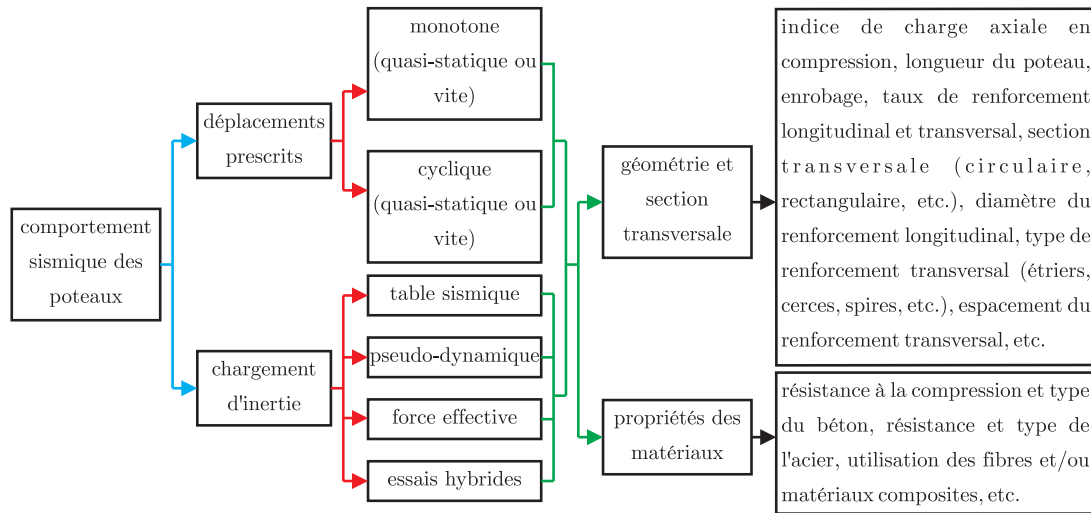 comportement
sismique des
poteaux
déplacements
prescrits
chargement
d'inertie
monotone
(quasi-statique ou
vite)
cyclique
(quasi-statique ou
vite)
table sismique
pseudo-dynamique
force effective
essais hybrides
géométrie et
section
transversale
propriétés des
matériaux
indice de charge axiale en
compression, longueur du poteau,
enrobage, taux de renforcement
longitudinal et transversal, section
transversale (circulaire,
rectangulaire, etc.), diamètre du
renforcement longitudinal, type de
renforcement transversal (étriers,
cerces, spires, etc.), espacement du
renforcement transversal, etc.
résistance à la compression et type
du béton, résistance et type de
l'acier, utilisation des fibres et/ou
matériaux composites, etc.